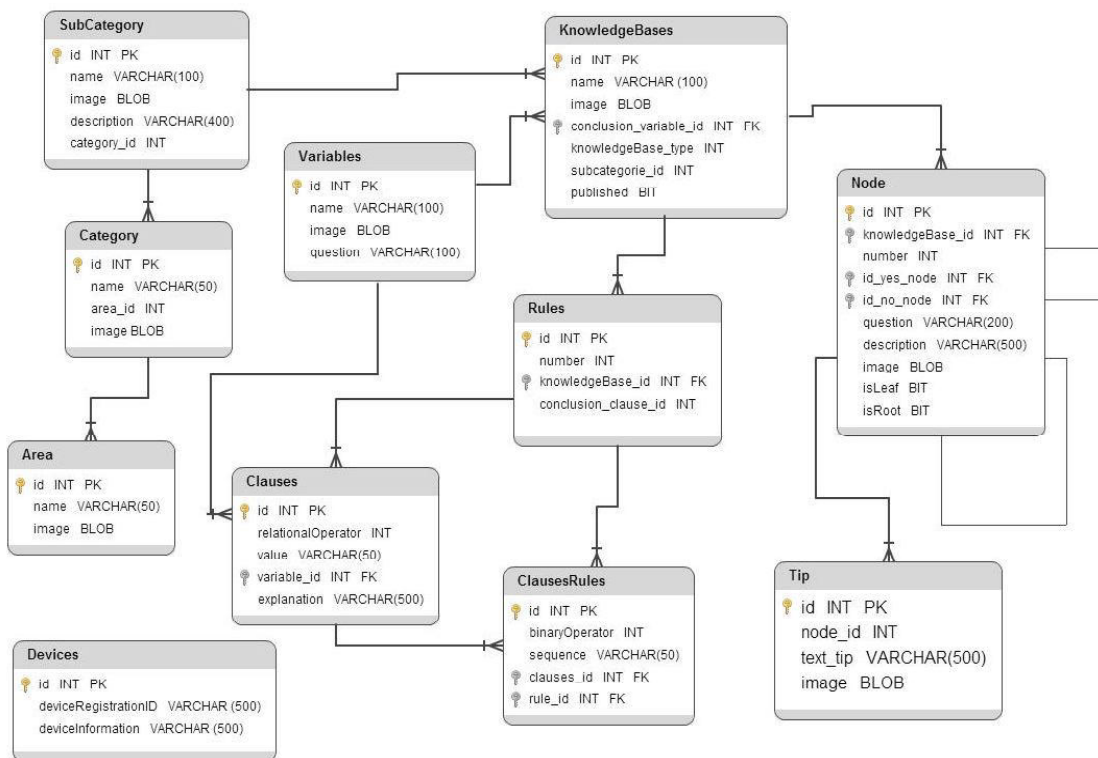 SubCategory
id INT PK
name VARCHAR(100)
image BLOB
description VARCHAR(400)
category_id INT
KnowledgeBases
id INT PK
name VARCHAR (100)
image BLOB
conclusion_variable_id INT FK
knowledgeBase_type INT
subcategorie_id INT
published BIT
Variables
id INT PK
name VARCHAR(100)
image BLOB
question VARCHAR(100)
Node
id INT PK
knowledgeBase_id INT FK
number INT
id_yes_node INT FK
id_no_node INT FK
question VARCHAR(200)
description VARCHAR(500)
image BLOB
isLeaf BIT
isRoot BIT
Category
id INT PK
name VARCHAR(50)
area_id INT
image BLOB
Rules
id INT PK
number INT
knowledgeBase_id INT FK
conclusion_clause_id INT
Area
id INT PK
name VARCHAR(50)
image BLOB
Clauses
id INT PK
relationalOperator INT
value VARCHAR(50)
variable_id INT FK
explanation VARCHAR(500)
ClausesRules
id INT PK
binaryOperator INT
sequence VARCHAR(50)
clauses_id INT FK
rule_id INT FK
Tip
id INT PK
node_id INT
text_tip VARCHAR(500)
image BLOB
Devices
id INT PK
deviceRegistrationID VARCHAR (500)
deviceInformation VARCHAR (500)